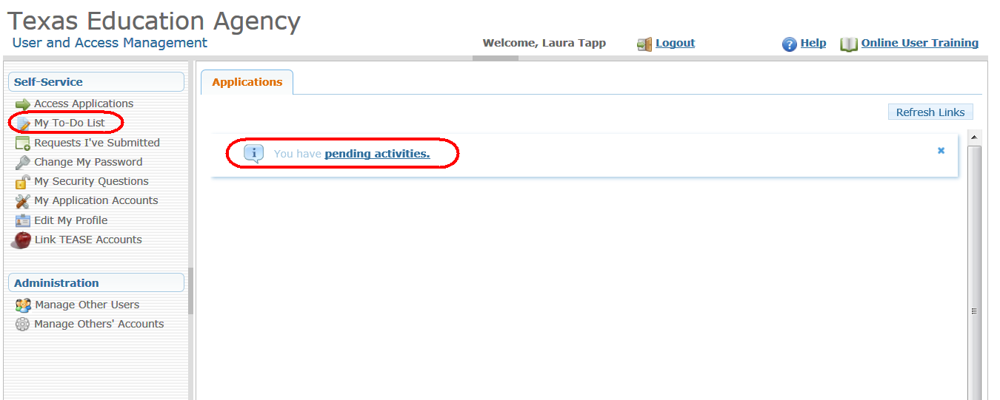 Texas Education Agency
User and Access Management
Welcome, Laura Tapp
Logout
Help
Online User Training
Self-Service
Access Applications
My To-Do List
Requests I've Submitted
Change My Password
My Security Questions
My Application Accounts
Edit My Profile
Link TEASE Accounts
Administration
Manage Other Users
Manage Others' Accounts
Applications
Refresh Links
You have pending activities.